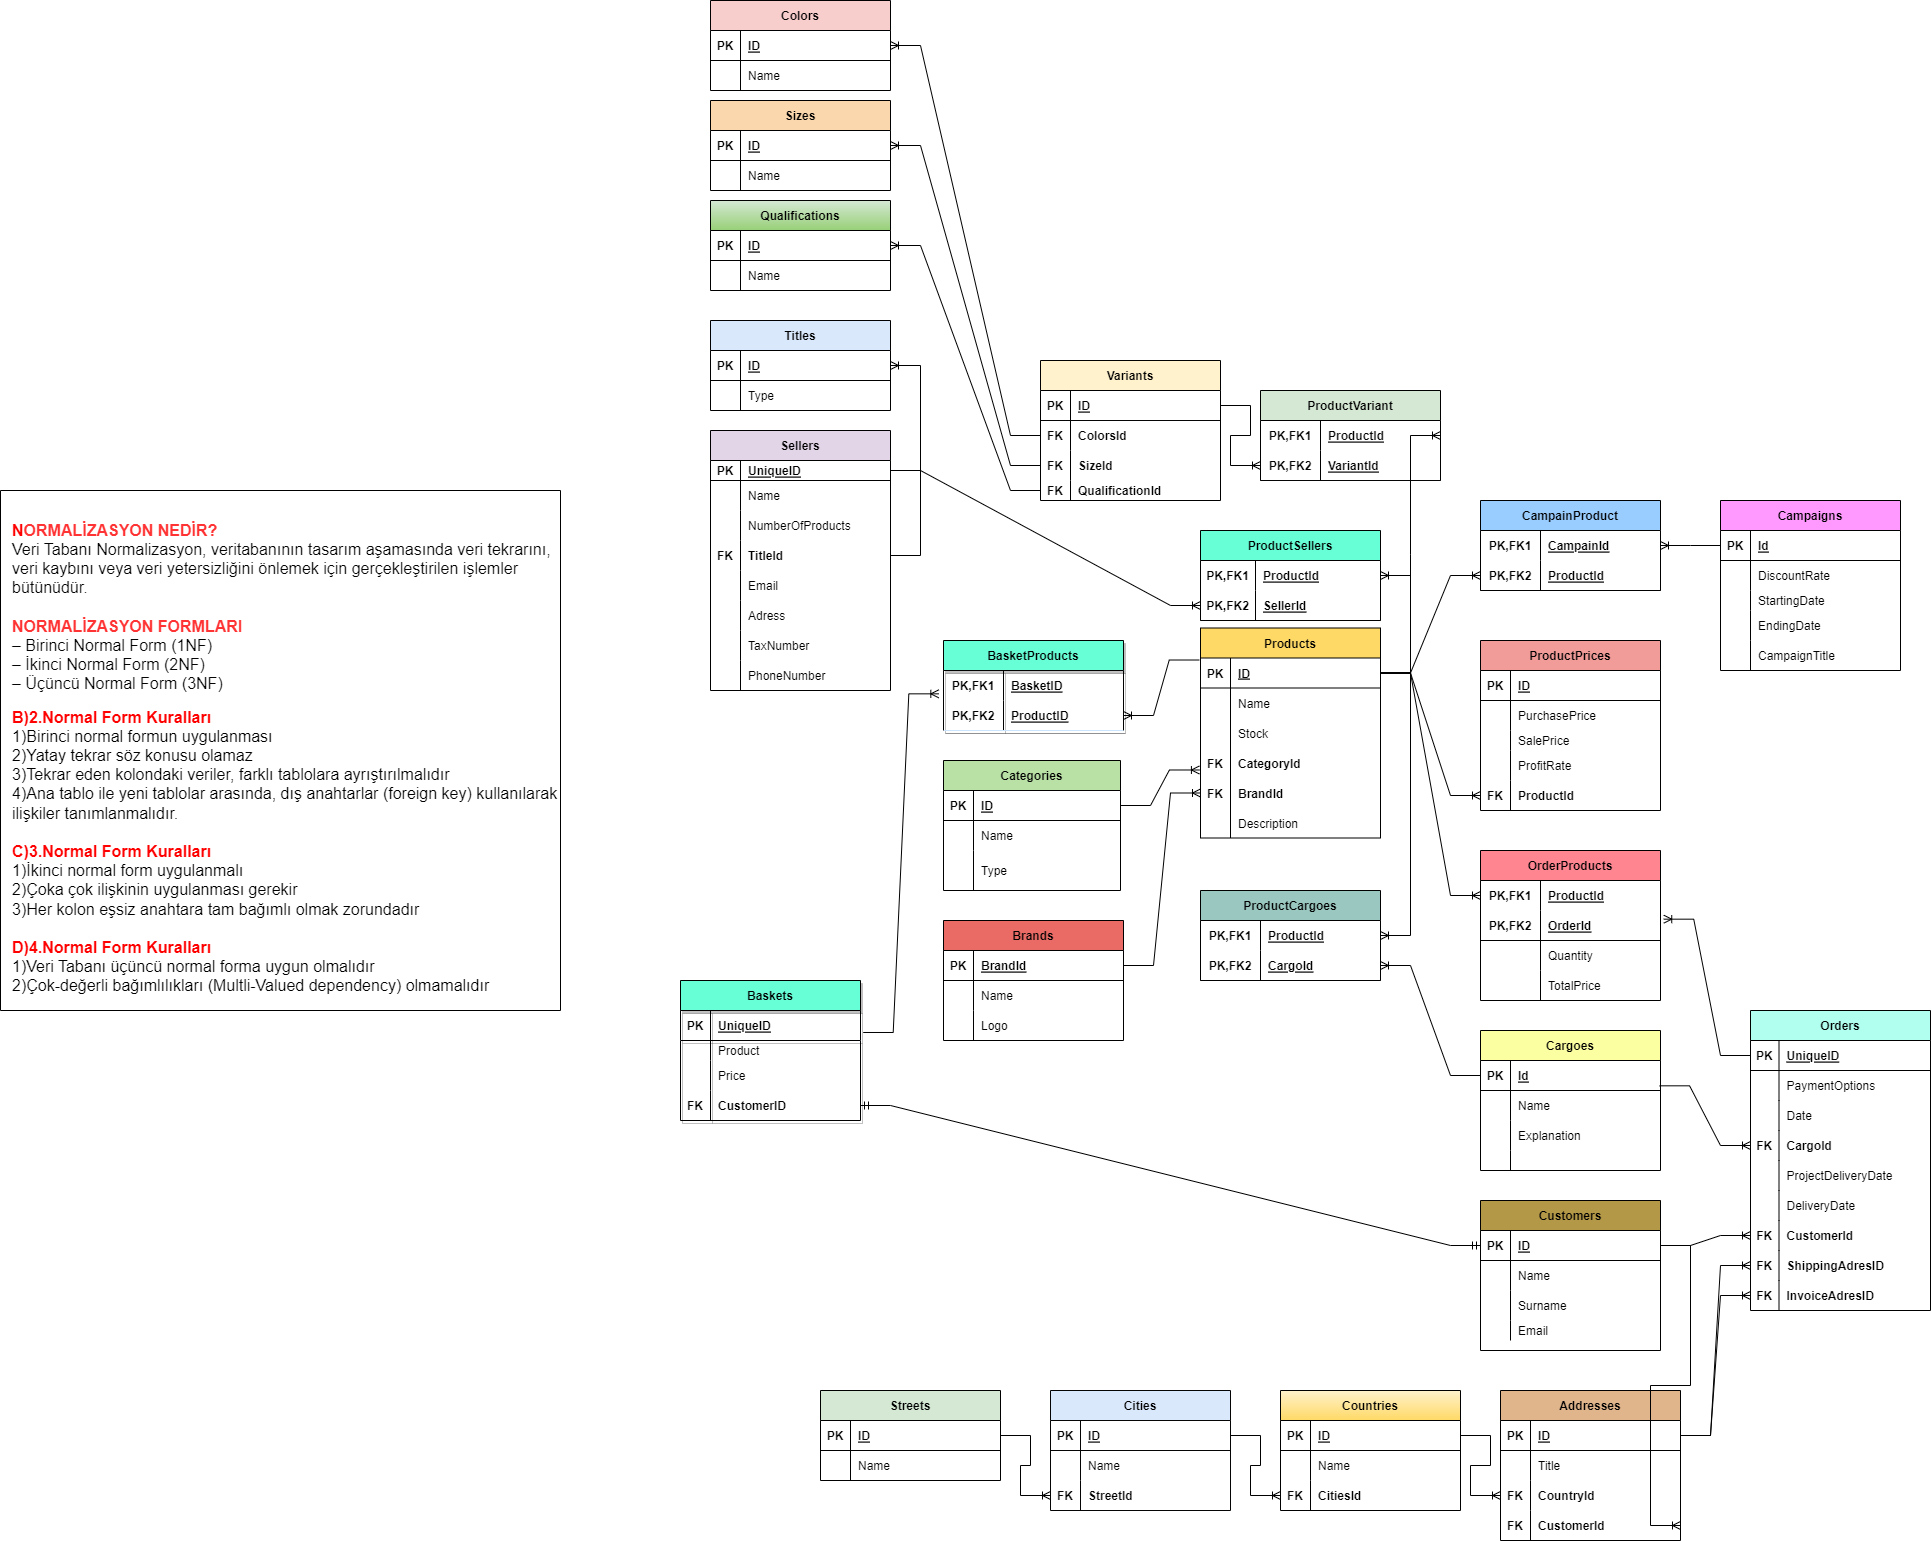 NORMALİZASYON NEDİR?
Veri Tabanı Normalizasyon, veritabanının tasarım aşamasında veri tekrarını,
veri kaybını veya veri yetersizliğini önlemek için gerçekleştirilen işlemler
bütünüdür.
NORMALİZASYON FORMLARI
– Birinci Normal Form (1NF)
– İkinci Normal Form (2NF)
– Üçüncü Normal Form (3NF)
B)2.Normal Form Kuralları
1)Birinci normal formun uygulanması
2)Yatay tekrar söz konusu olamaz
3)Tekrar eden kolondaki veriler, farklı tablolara ayrıştırılmalıdır
4)Ana tablo ile yeni tablolar arasında, dış anahtarlar (foreign key) kullanılarak
ilişkiler tanımlanmalıdır.
C)3.Normal Form Kuralları
1)İkinci normal form uygulanmalı
2)Çoka çok ilişkinin uygulanması gerekir
3)Her kolon eşsiz anahtara tam bağımlı olmak zorundadır
D)4.Normal Form Kuralları
1)Veri Tabanı üçüncü normal forma uygun olmalıdır
2)Çok-değerli bağımlılıkları (Multli-Valued dependency) olmamalıdır
Colors
PK ID
Name
Sizes
PK ID
Name
Qualifications
PK ID
Name
Titles
PK ID
Type
Sellers
PK UniqueID
Name
NumberOfProducts
FK TitleId
Email
Adress
TaxNumber
PhoneNumber
Variants
PK ID
FK ColorsId
FK SizeId
FK QualificationId
ProductVariant
PK,FK1 ProductId
PK,FK2 VariantId
ProductSellers
PK,FK1 ProductId
PK,FK2 SellerId
CampainProduct
PK,FK1 CampainId
PK,FK2 ProductId
Campaigns
PK Id
DiscountRate
StartingDate
EndingDate
CampaignTitle
BasketProducts
PK,FK1 BasketID
PK,FK2 ProductID
Products
PK ID
Name
Stock
FK CategoryId
FK BrandId
Description
ProductPrices
PK ID
PurchasePrice
SalePrice
ProfitRate
FK ProductId
Categories
PK ID
Name
Type
Brands
PK BrandId
Name
Logo
ProductCargoes
PK,FK1 ProductId
PK,FK2 CargoId
OrderProducts
PK,FK1 ProductId
PK,FK2 OrderId
Quantity
TotalPrice
Baskets
PK UniqueID
Product
Price
FK CustomerID
Cargoes
PK Id
Name
Explanation
Orders
PK UniqueID
PaymentOptions
Date
FK CargoId
ProjectDeliveryDate
DeliveryDate
FK CustomerId
FK ShippingAdresID
FK InvoiceAdresID
Customers
PK ID
Name
Surname
Email
Streets
PK ID
Name
Cities
PK ID
Name
FK StreetId
Countries
PK ID
Name
FK CitiesId
Addresses
PK ID
Title
FK CountryId
FK CustomerId